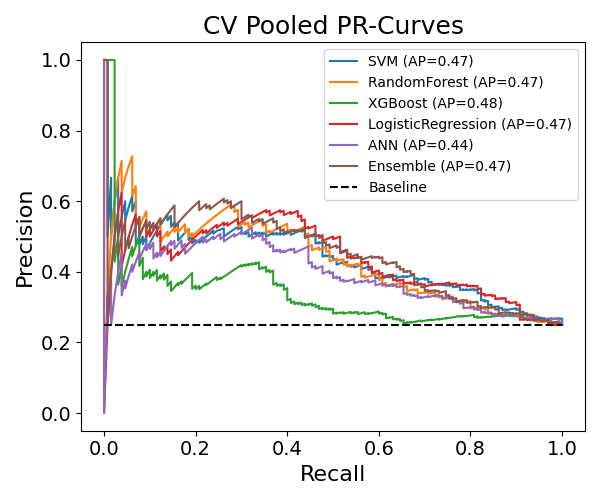 CV Pooled PR-Curves
SVM (AP=0.47)
RandomForest (AP=0.47)
XGBoost (AP=0.48)
LogisticRegression (AP=0.47)
ANN (AP=0.44)
Ensemble (AP=0.47)
Baseline
Precision
1.0
0.8
0.6
0.4
0.2
0.0
0.0 0.2 0.4 0.6 0.8 1.0
Recall